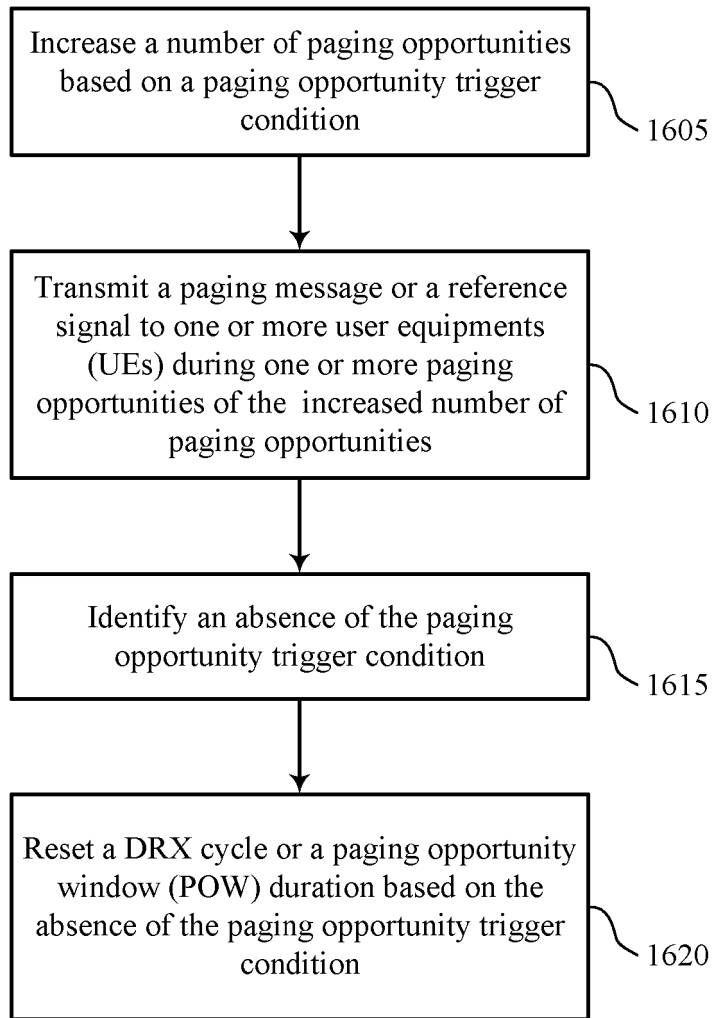 Increase a number of paging opportunities
based on a paging opportunity trigger
condition
1605
Transmit a paging message or a reference
signal to one or more user equipments
(UEs) during one or more paging
opportunities of the increased number of
paging opportunities
1610
Identify an absence of the paging
opportunity trigger condition
1615
Reset a DRX cycle or a paging opportunity
window (POW) duration based on the
absence of the paging opportunity trigger
condition
1620